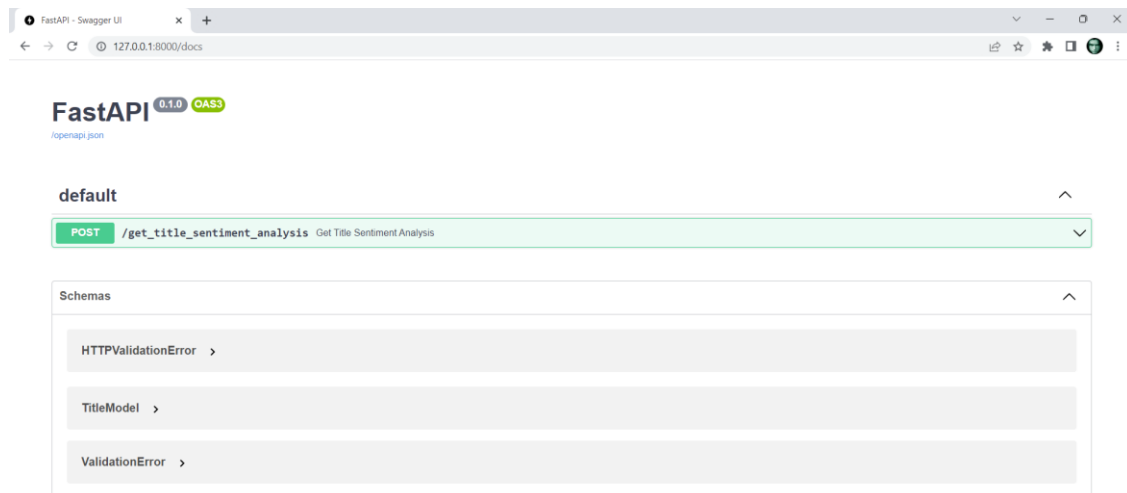 FastAPI - Swagger UI
127.0.0.1:8000/docs
FastAPI 0.1.0 OAS3
/openapi.json
default
POST /get_title_sentiment_analysis Get Title Sentiment Analysis
Schemas
HTTPValidationError
TitleModel
ValidationError